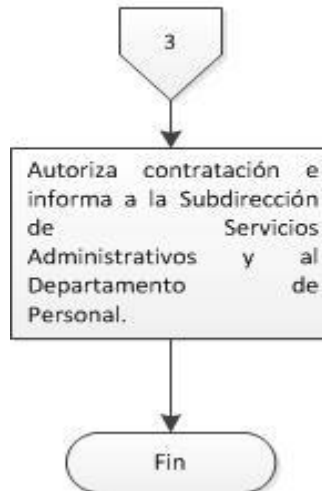 3
Autoriza contratación e
informa a la Subdirección
de Servicios
Administrativos y al
Departamento de
Personal.
Fin